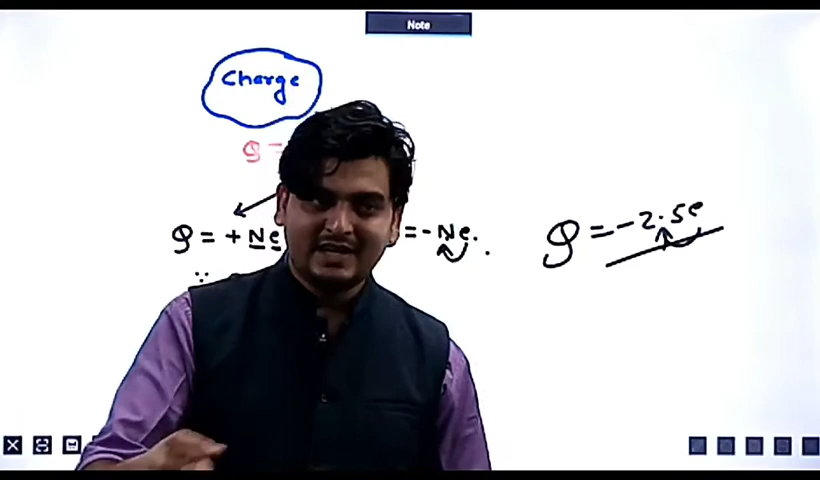 Note
Charge
Q =
Q = + Ne = - Ne. Q = - 2.5e
∵